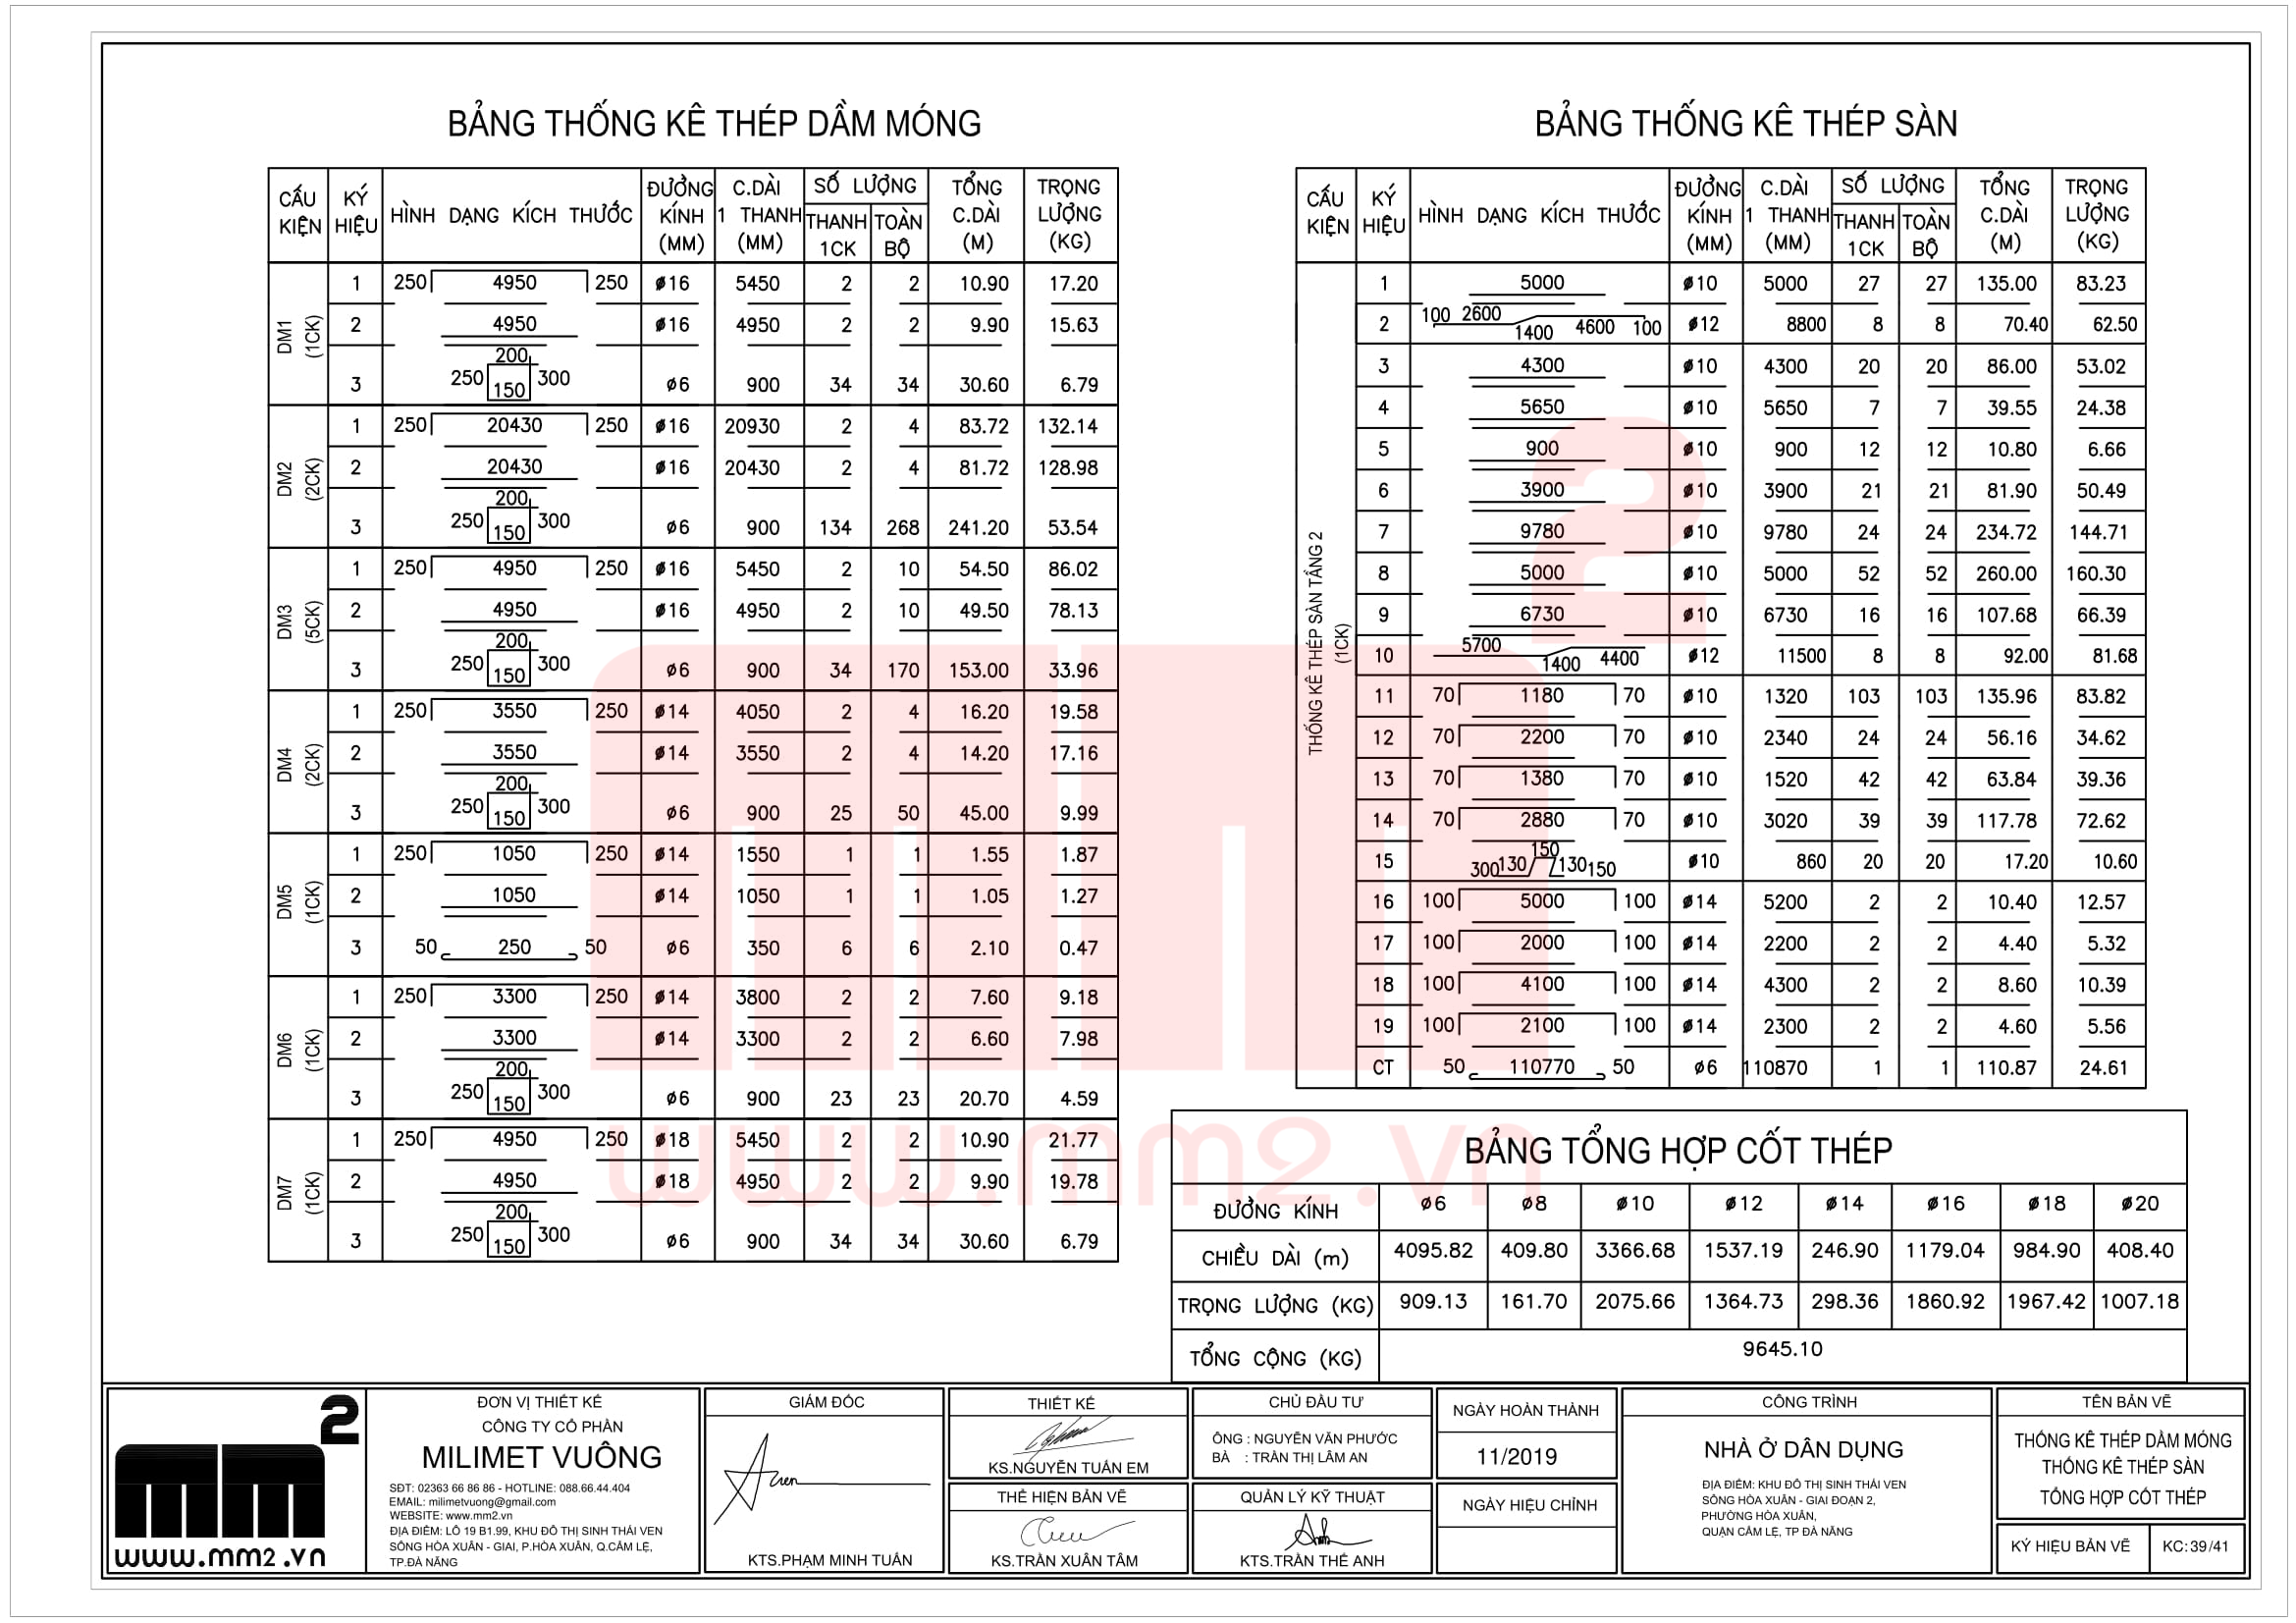 BẢNG THỐNG KÊ THÉP DẦM MÓNG
CẤU KIỆN KÝ HIỆU HÌNH DẠNG KÍCH THƯỚC ĐƯỜNG KÍNH (MM) C.DÀI 1 THANH (MM) SỐ LƯỢNG THANH 1CK TOÀN BỘ TỔNG C.DÀI (M) TRỌNG LƯỢNG (KG)
DM1 (1CK)
1 250 4950 250 ø16 5450 2 2 10.90 17.20
2 4950 ø16 4950 2 2 9.90 15.63
3 200 250 150 300 ø6 900 34 34 30.60 6.79
DM2 (2CK)
1 250 20430 250 ø16 20930 2 4 83.72 132.14
2 20430 ø16 20430 2 4 81.72 128.98
3 200 250 150 300 ø6 900 134 268 241.20 53.54
DM3 (5CK)
1 250 4950 250 ø16 5450 2 10 54.50 86.02
2 4950 ø16 4950 2 10 49.50 78.13
3 200 250 150 300 ø6 900 34 170 153.00 33.96
DM4 (2CK)
1 250 3550 250 ø14 4050 2 4 16.20 19.58
2 3550 ø14 3550 2 4 14.20 17.16
3 200 250 150 300 ø6 900 25 50 45.00 9.99
DM5 (1CK)
1 250 1050 250 ø14 1550 1 1 1.55 1.87
2 1050 ø14 1050 1 1 1.05 1.27
3 50 250 50 ø6 350 6 6 2.10 0.47
DM6 (1CK)
1 250 3300 250 ø14 3800 2 2 7.60 9.18
2 3300 ø14 3300 2 2 6.60 7.98
3 200 250 150 300 ø6 900 23 23 20.70 4.59
DM7 (1CK)
1 250 4950 250 ø18 5450 2 2 10.90 21.77
2 4950 ø18 4950 2 2 9.90 19.78
3 200 250 150 300 ø6 900 34 34 30.60 6.79
BẢNG THỐNG KÊ THÉP SÀN
CẤU KIỆN KÝ HIỆU HÌNH DẠNG KÍCH THƯỚC ĐƯỜNG KÍNH (MM) C.DÀI 1 THANH (MM) SỐ LƯỢNG THANH 1CK TOÀN BỘ TỔNG C.DÀI (M) TRỌNG LƯỢNG (KG)
THỐNG KÊ THÉP SÀN TẦNG 2
(1CK)
1 5000 ø10 5000 27 27 135.00 83.23
2 100 2600 1400 4600 100 ø12 8800 8 8 70.40 62.50
3 4300 ø10 4300 20 20 86.00 53.02
4 5650 ø10 5650 7 7 39.55 24.38
5 900 ø10 900 12 12 10.80 6.66
6 3900 ø10 3900 21 21 81.90 50.49
7 9780 ø10 9780 24 24 234.72 144.71
8 5000 ø10 5000 52 52 260.00 160.30
9 6730 ø10 6730 16 16 107.68 66.39
10 5700 1400 4400 ø12 11500 8 8 92.00 81.68
11 70 1180 70 ø10 1320 103 103 135.96 83.82
12 70 2200 70 ø10 2340 24 24 56.16 34.62
13 70 1380 70 ø10 1520 42 42 63.84 39.36
14 70 2880 70 ø10 3020 39 39 117.78 72.62
15 300 130 150 130 150 ø10 860 20 20 17.20 10.60
16 100 5000 100 ø14 5200 2 2 10.40 12.57
17 100 2000 100 ø14 2200 2 2 4.40 5.32
18 100 4100 100 ø14 4300 2 2 8.60 10.39
19 100 2100 100 ø14 2300 2 2 4.60 5.56
CT 50 110770 50 ø6 110870 1 1 110.87 24.61
mm2
www.mm2.vn
BẢNG TỔNG HỢP CỐT THÉP
ĐƯỜNG KÍNH ø6 ø8 ø10 ø12 ø14 ø16 ø18 ø20
CHIỀU DÀI (m) 4095.82 409.80 3366.68 1537.19 246.90 1179.04 984.90 408.40
TRỌNG LƯỢNG (KG) 909.13 161.70 2075.66 1364.73 298.36 1860.92 1967.42 1007.18
TỔNG CỘNG (KG) 9645.10
mm2
www.mm2.vn
ĐƠN VỊ THIẾT KẾ
CÔNG TY CỔ PHẦN
MILIMET VUÔNG
SĐT: 02363 66 86 86 - HOTLINE: 088.66.44.404
EMAIL: milimetvuong@gmail.com
WEBSITE: www.mm2.vn
ĐỊA ĐIỂM: LÔ 19 B1.99, KHU ĐÔ THỊ SINH THÁI VEN
SÔNG HÒA XUÂN - GIAI, P.HÒA XUÂN, Q.CẨM LỆ,
TP.ĐÀ NẴNG
GIÁM ĐỐC
KTS.PHẠM MINH TUẤN
THIẾT KẾ
KS.NGUYỄN TUẤN EM
THỂ HIỆN BẢN VẼ
KS.TRẦN XUÂN TÂM
CHỦ ĐẦU TƯ
ÔNG : NGUYỄN VĂN PHƯỚC
BÀ : TRẦN THỊ LÂM AN
QUẢN LÝ KỸ THUẬT
KTS.TRẦN THẾ ANH
NGÀY HOÀN THÀNH
11/2019
NGÀY HIỆU CHỈNH
CÔNG TRÌNH
NHÀ Ở DÂN DỤNG
ĐỊA ĐIỂM: KHU ĐÔ THỊ SINH THÁI VEN
SÔNG HÒA XUÂN - GIAI ĐOẠN 2,
PHƯỜNG HÒA XUÂN,
QUẬN CẨM LỆ, TP ĐÀ NẴNG
TÊN BẢN VẼ
THỐNG KÊ THÉP DẦM MÓNG
THỐNG KÊ THÉP SÀN
TỔNG HỢP CỐT THÉP
KÝ HIỆU BẢN VẼ KC: 39/41